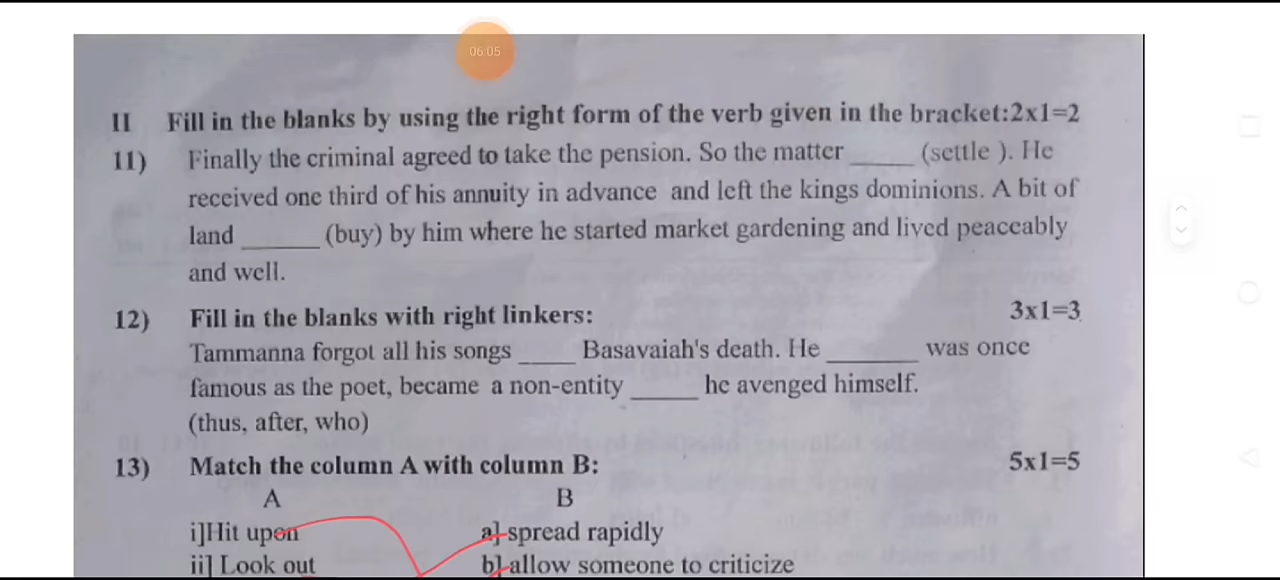 06:05
II Fill in the blanks by using the right form of the verb given in the bracket:2x1=2
11) Finally the criminal agreed to take the pension. So the matter _____ (settle ). He
received one third of his annuity in advance and left the kings dominions. A bit of
land ______ (buy) by him where he started market gardening and lived peaceably
and well.
12) Fill in the blanks with right linkers: 3x1=3
Tammanna forgot all his songs ____ Basavaiah's death. He _______ was once
famous as the poet, became a non-entity _____ he avenged himself.
(thus, after, who)
13) Match the column A with column B: 5x1=5
A B
i]Hit upon a] spread rapidly
ii] Look out b] allow someone to criticize